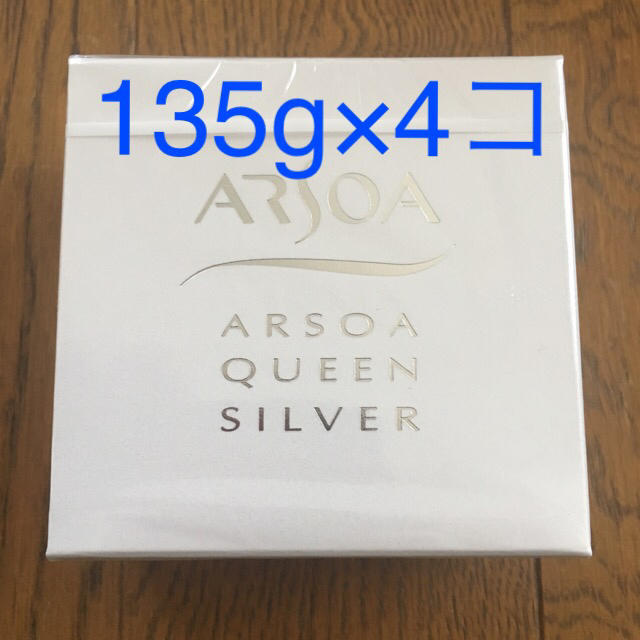 135g×4コ
ARSOA
ARSOA
QUEEN
SILVER